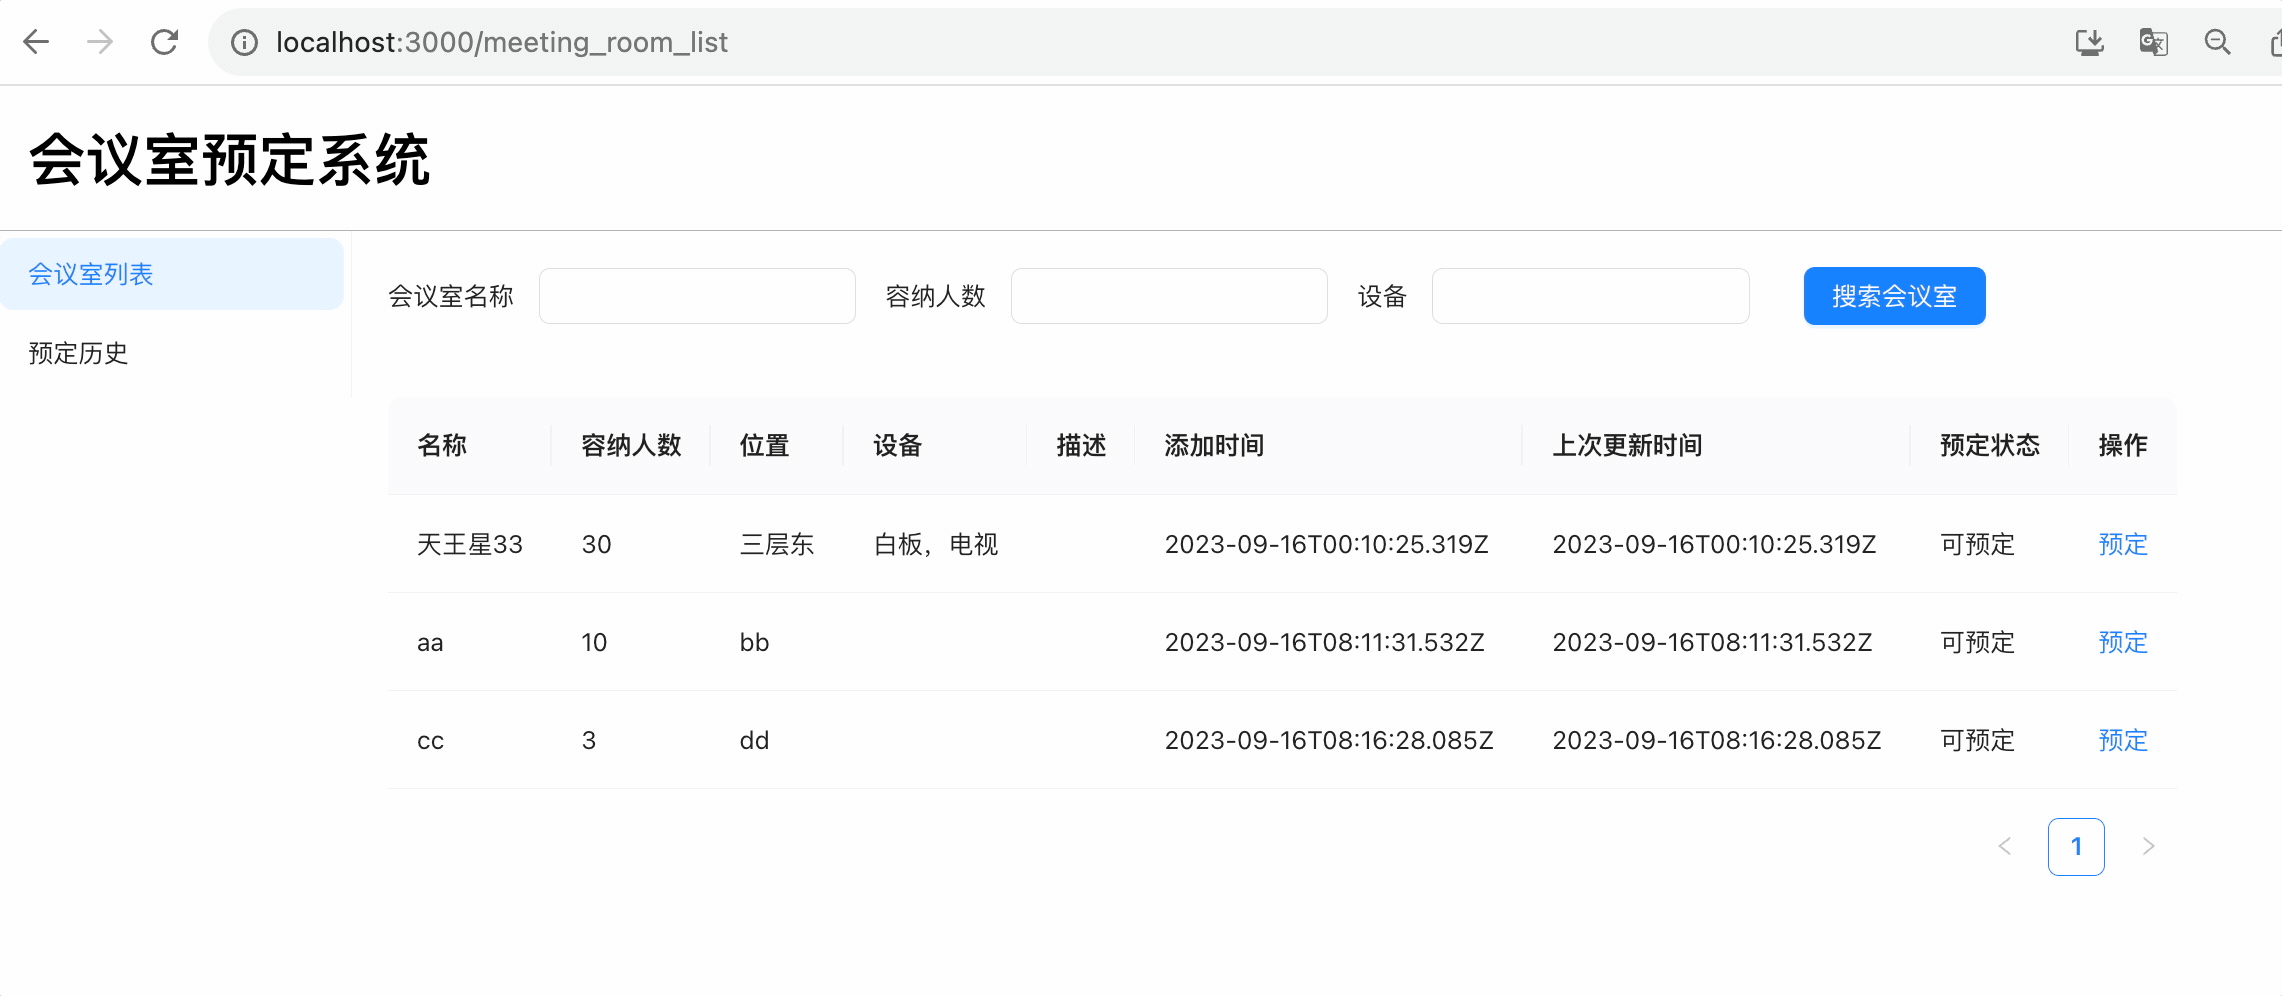 localhost:3000/meeting_room_list
会议室预定系统
会议室列表
预定历史
会议室名称 容纳人数 设备 搜索会议室
名称 容纳人数 位置 设备 描述 添加时间 上次更新时间 预定状态 操作
天王星33 30 三层东 白板，电视 2023-09-16T00:10:25.319Z 2023-09-16T00:10:25.319Z 可预定 预定
aa 10 bb 2023-09-16T08:11:31.532Z 2023-09-16T08:11:31.532Z 可预定 预定
cc 3 dd 2023-09-16T08:16:28.085Z 2023-09-16T08:16:28.085Z 可预定 预定
1